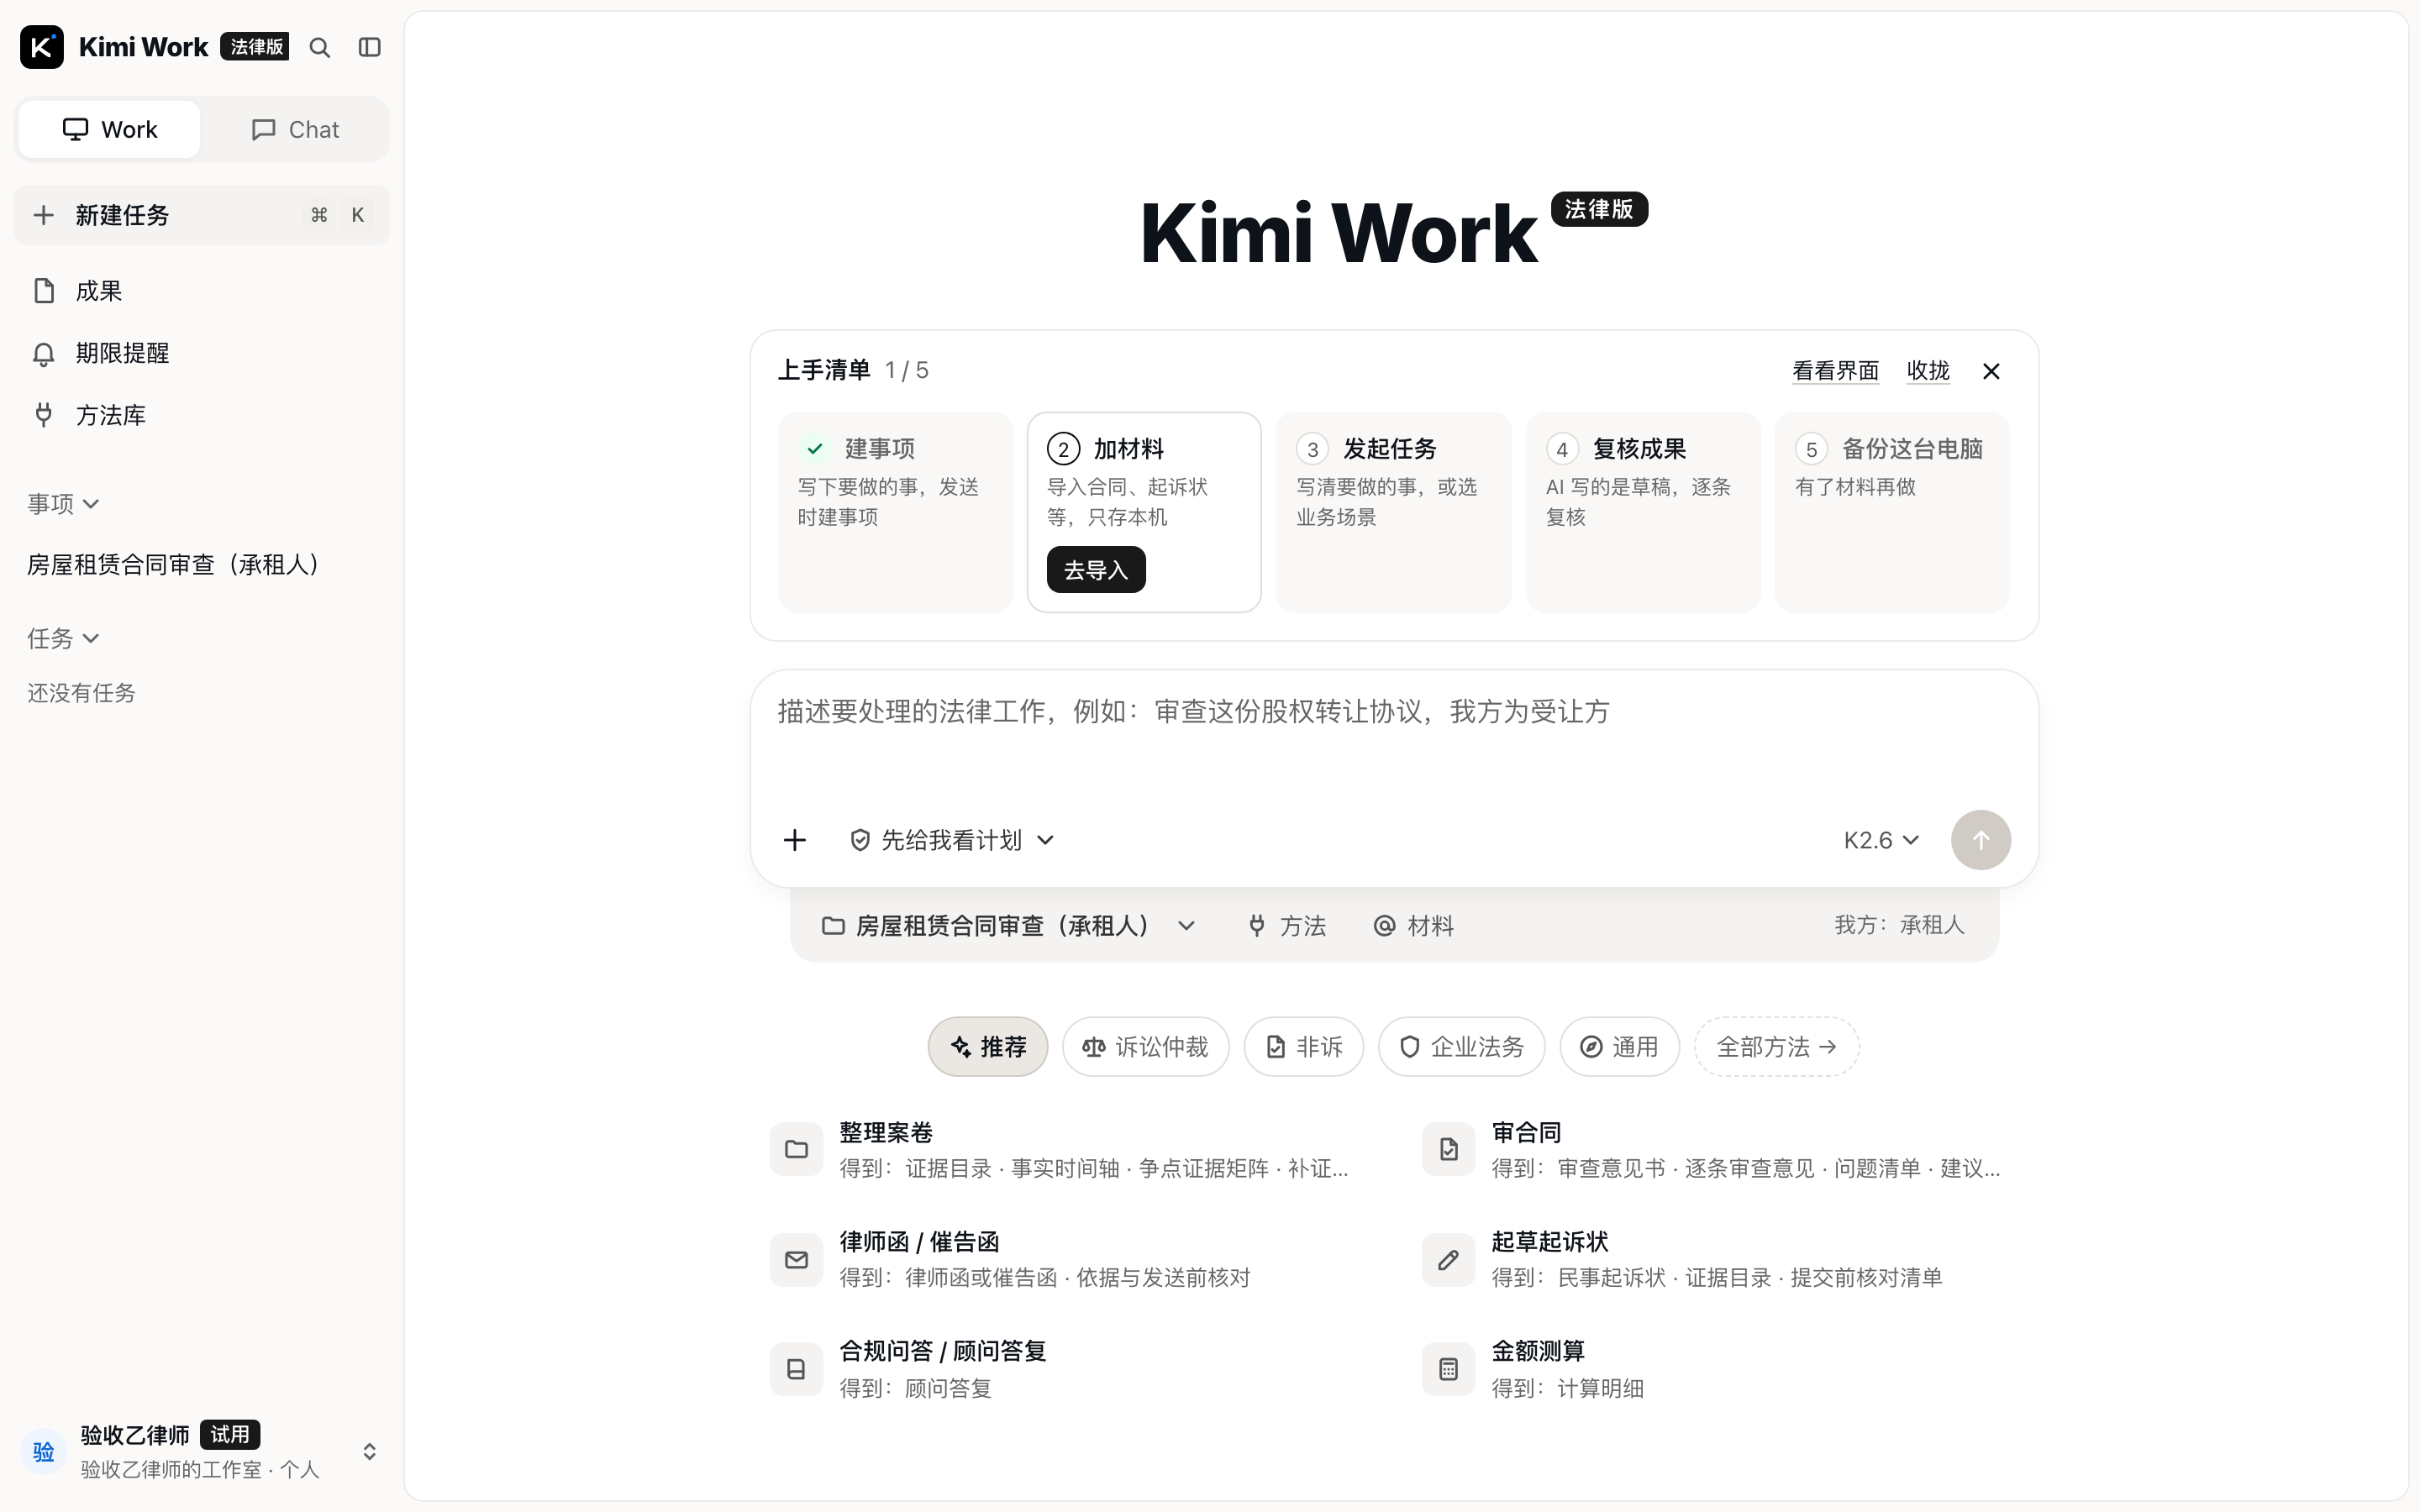 Kimi Work 法律版
Work
Chat
新建任务 ⌘ K
成果
期限提醒
方法库
事项
房屋租赁合同审查（承租人）
任务
还没有任务
验
验收乙律师 试用
验收乙律师的工作室 · 个人
Kimi Work 法律版
上手清单 1 / 5
看看界面 收拢
建事项
写下要做的事，发送
时建事项
2 加材料
导入合同、起诉状
等，只存本机
去导入
3 发起任务
写清要做的事，或选
业务场景
4 复核成果
AI 写的是草稿，逐条
复核
5 备份这台电脑
有了材料再做
描述要处理的法律工作，例如：审查这份股权转让协议，我方为受让方
先给我看计划
K2.6
房屋租赁合同审查（承租人）
方法
材料
我方：承租人
推荐
诉讼仲裁
非诉
企业法务
通用
全部方法 →
整理案卷
得到：证据目录 · 事实时间轴 · 争点证据矩阵 · 补证...
审合同
得到：审查意见书 · 逐条审查意见 · 问题清单 · 建议...
律师函 / 催告函
得到：律师函或催告函 · 依据与发送前核对
起草起诉状
得到：民事起诉状 · 证据目录 · 提交前核对清单
合规问答 / 顾问答复
得到：顾问答复
金额测算
得到：计算明细